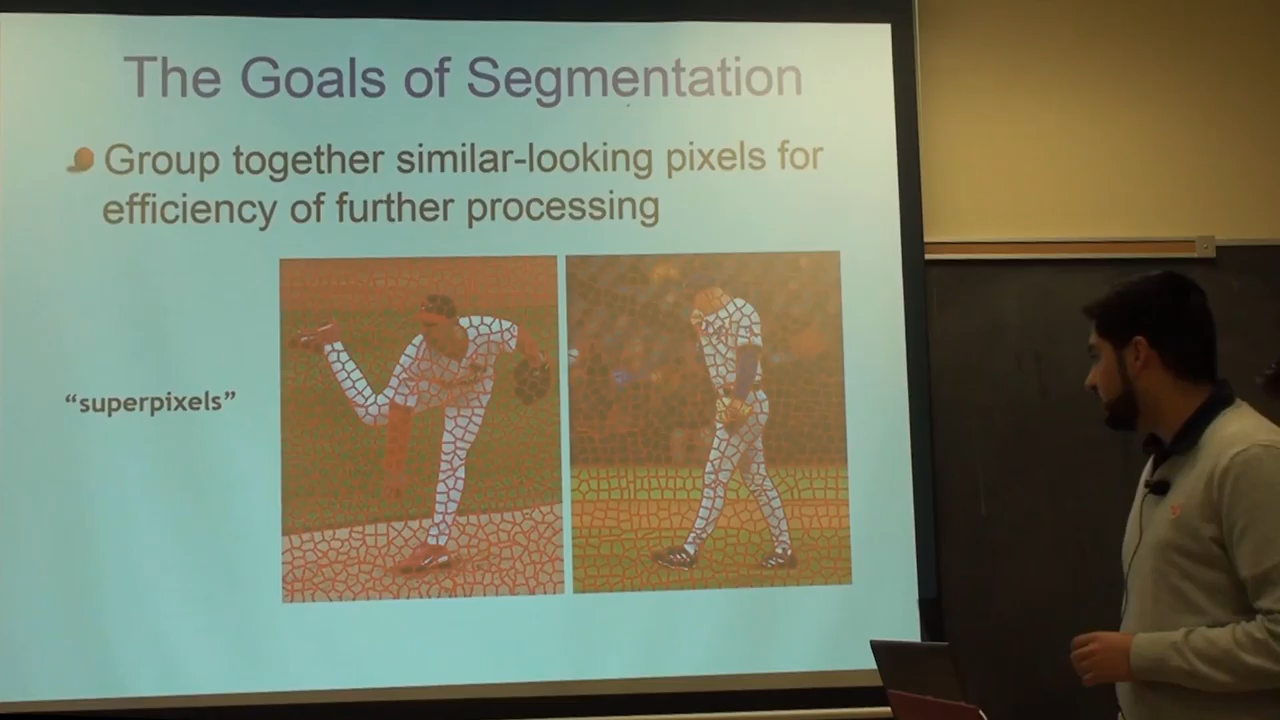 The Goals of Segmentation
Group together similar-looking pixels for
efficiency of further processing
“superpixels”